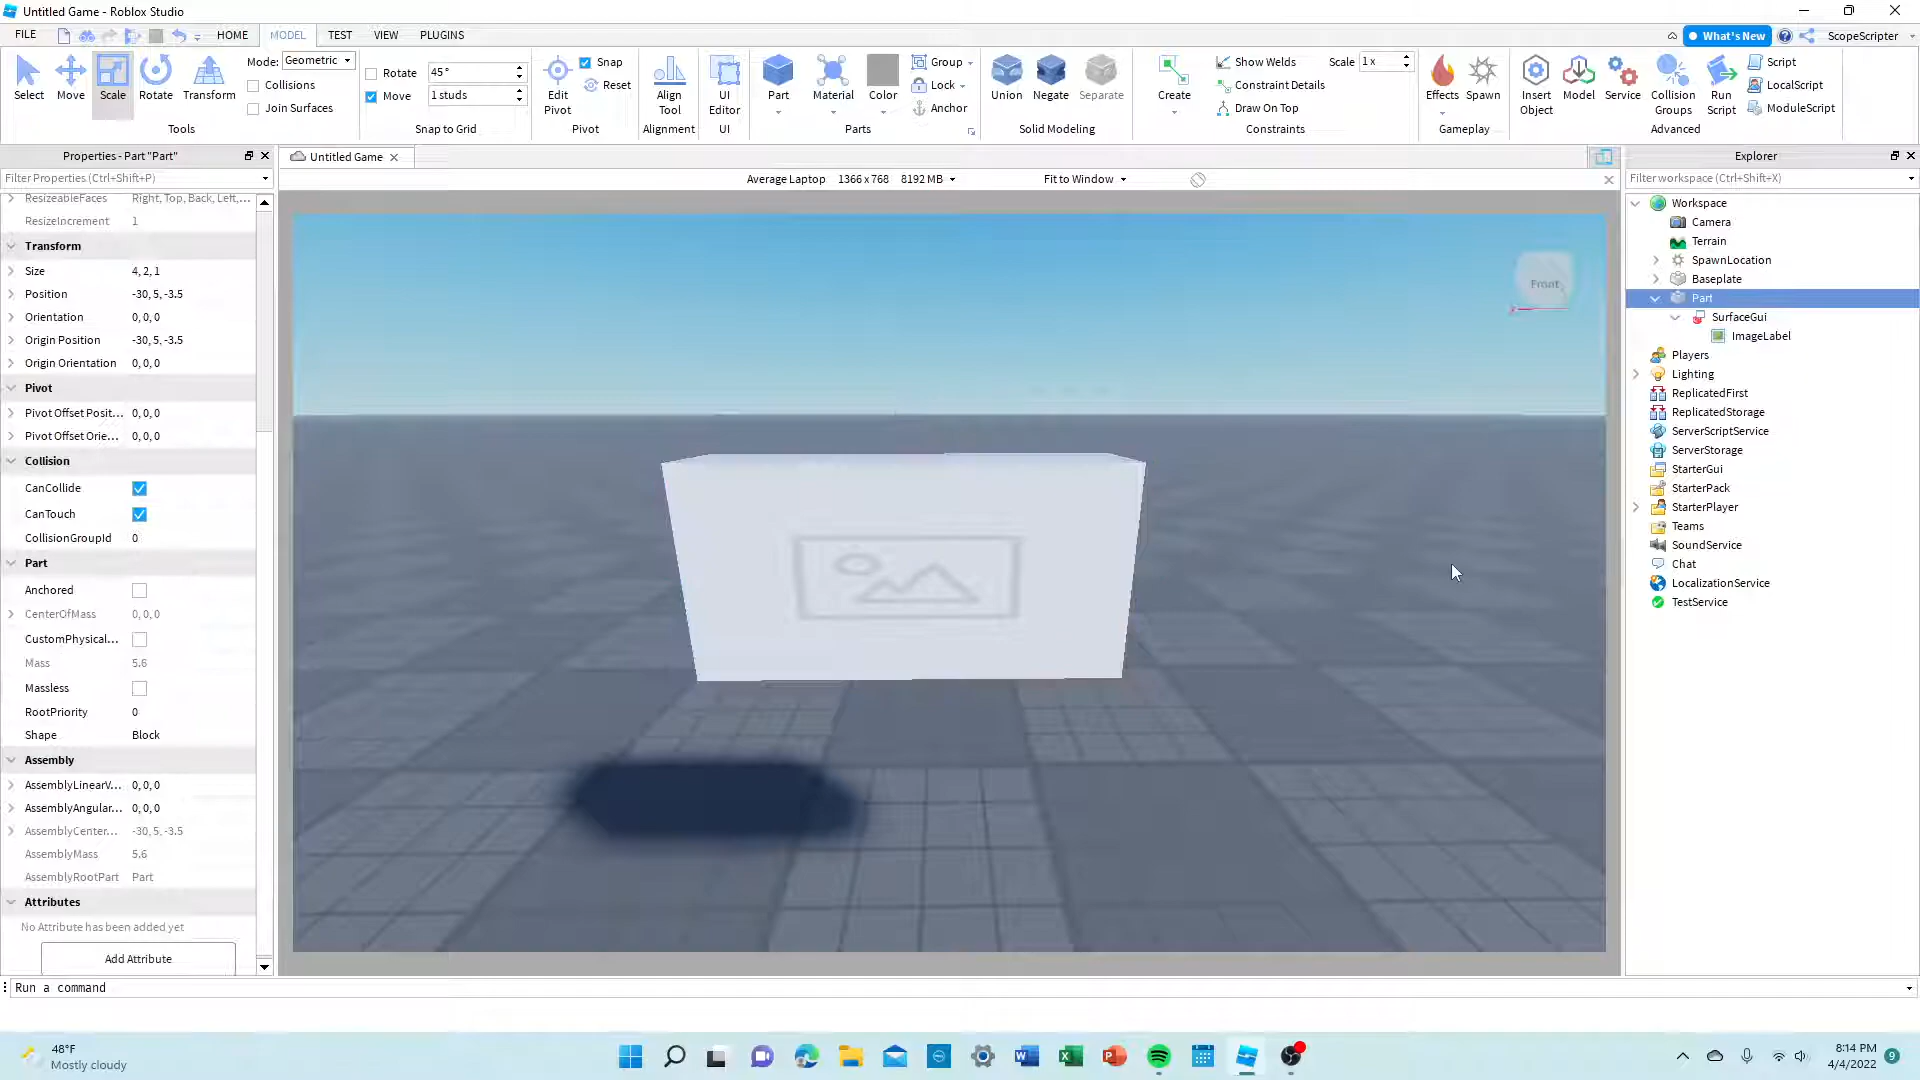 Untitled Game - Roblox Studio
FILE HOME MODEL TEST VIEW PLUGINS What's New ScopeScripter
Select Move Scale Rotate Transform
Mode: Geometric
Collisions
Join Surfaces
Tools
Rotate 45°
Move 1 studs
Snap to Grid
Edit Pivot
Snap
Reset
Pivot
Align Tool
Alignment
UI Editor
UI
Part Material Color
Group
Lock
Anchor
Parts
Union Negate Separate
Solid Modeling
Create
Show Welds
Constraint Details
Draw On Top
Scale 1 x
Constraints
Effects Spawn
Gameplay
Insert Object
Model
Service
Collision Groups
Run Script
Script
LocalScript
ModuleScript
Advanced
Properties - Part "Part"
Filter Properties (Ctrl+Shift+P)
ResizeableFaces Right, Top, Back, Left,...
ResizeIncrement 1
Transform
Size 4, 2, 1
Position -30, 5, -3.5
Orientation 0, 0, 0
Origin Position -30, 5, -3.5
Origin Orientation 0, 0, 0
Pivot
Pivot Offset Posit... 0, 0, 0
Pivot Offset Orie... 0, 0, 0
Collision
CanCollide
CanTouch
CollisionGroupId 0
Part
Anchored
CenterOfMass 0, 0, 0
CustomPhysical...
Mass 5.6
Massless
RootPriority 0
Shape Block
Assembly
AssemblyLinearV... 0, 0, 0
AssemblyAngular... 0, 0, 0
AssemblyCenter... -30, 5, -3.5
AssemblyMass 5.6
AssemblyRootPart Part
Attributes
No Attribute has been added yet
Add Attribute
Untitled Game
Average Laptop 1366 x 768 8192 MB Fit to Window
Front
Explorer
Filter workspace (Ctrl+Shift+X)
Workspace
Camera
Terrain
SpawnLocation
Baseplate
Part
SurfaceGui
ImageLabel
Players
Lighting
ReplicatedFirst
ReplicatedStorage
ServerScriptService
ServerStorage
StarterGui
StarterPack
StarterPlayer
Teams
SoundService
Chat
LocalizationService
TestService
Run a command
48°F
Mostly cloudy
8:14 PM
4/4/2022
9